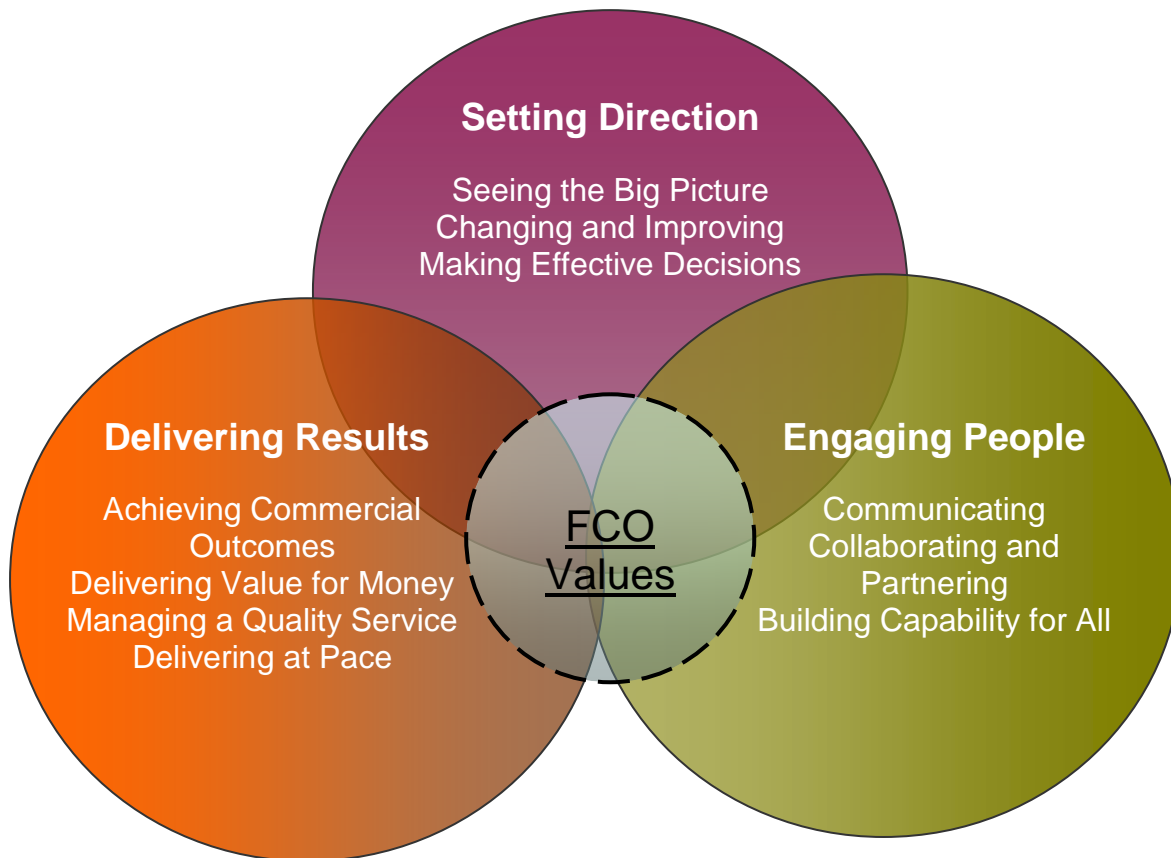 Setting Direction
Seeing the Big Picture
Changing and Improving
Making Effective Decisions
Delivering Results
Achieving Commercial
Outcomes
Delivering Value for Money
Managing a Quality Service
Delivering at Pace
FCO
Values
Engaging People
Communicating
Collaborating and
Partnering
Building Capability for All